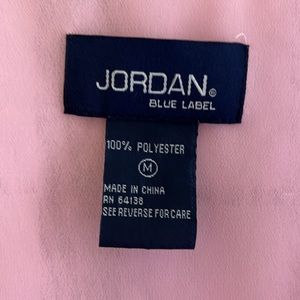 JORDAN®
BLUE LABEL
100% POLYESTER
M
MADE IN CHINA
RN 64138
SEE REVERSE FOR CARE